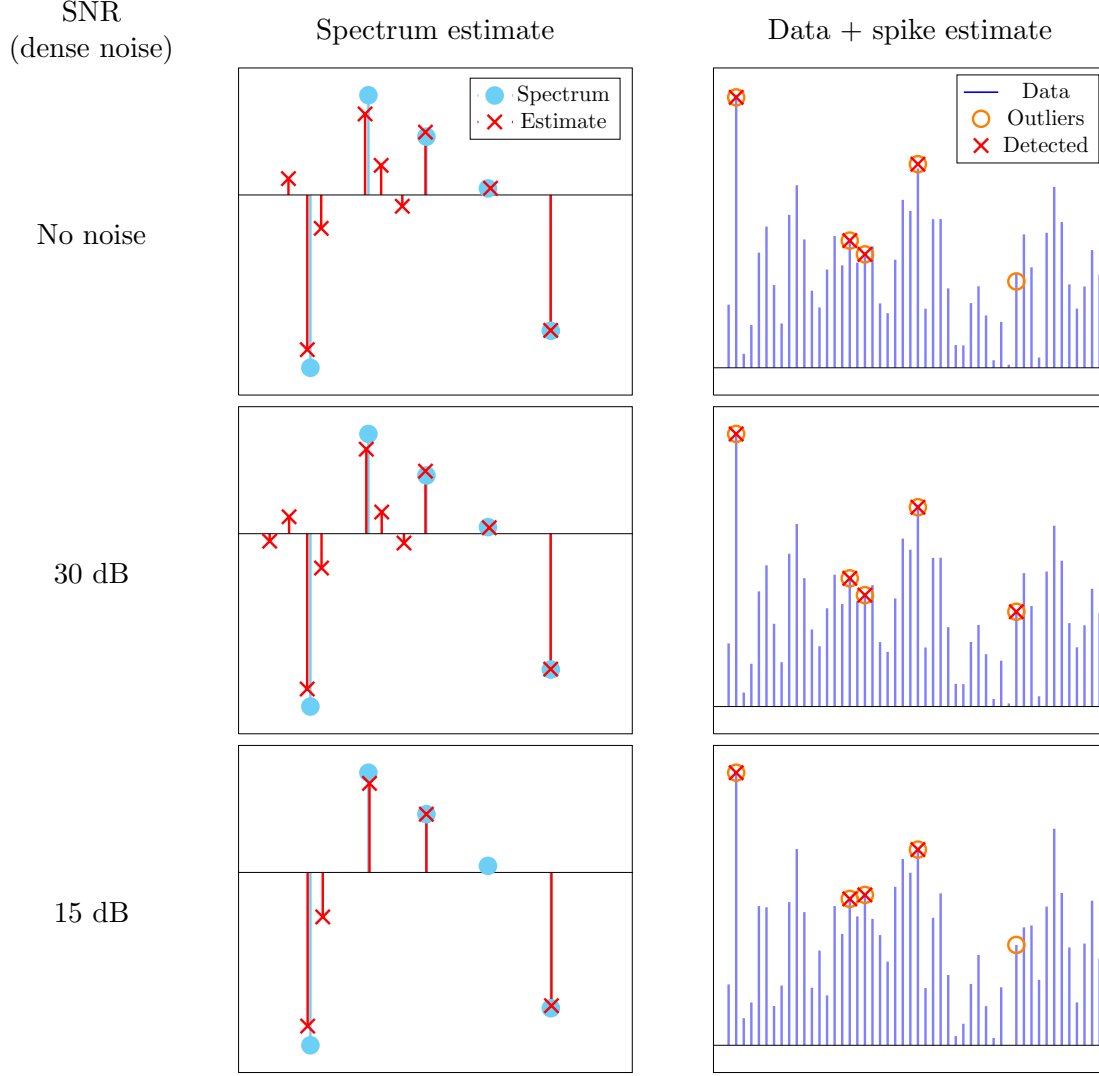 SNR
(dense noise)
Spectrum estimate
Data + spike estimate
Spectrum
Estimate
Data
Outliers
Detected
No noise
30 dB
15 dB